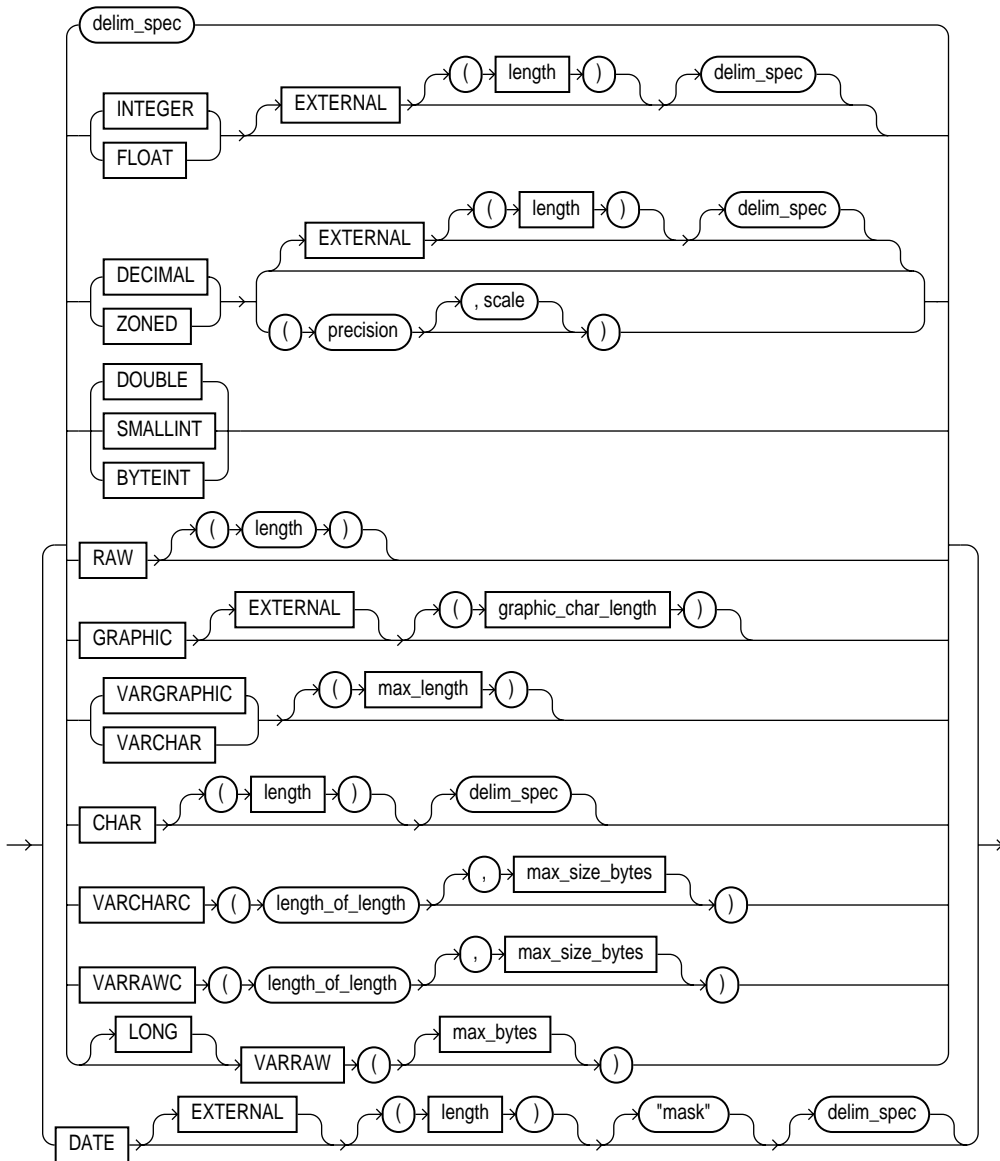 delim_spec
( length ) delim_spec
INTEGER EXTERNAL
FLOAT
( length ) delim_spec
EXTERNAL
DECIMAL
, scale
ZONED ( precision )
DOUBLE
SMALLINT
BYTEINT
( length )
RAW
EXTERNAL ( graphic_char_length )
GRAPHIC
VARGRAPHIC ( max_length )
VARCHAR
( length ) delim_spec
CHAR
, max_size_bytes
VARCHARC ( length_of_length )
, max_size_bytes
VARRAWC ( length_of_length )
LONG max_bytes
VARRAW ( )
EXTERNAL ( length ) "mask" delim_spec
DATE